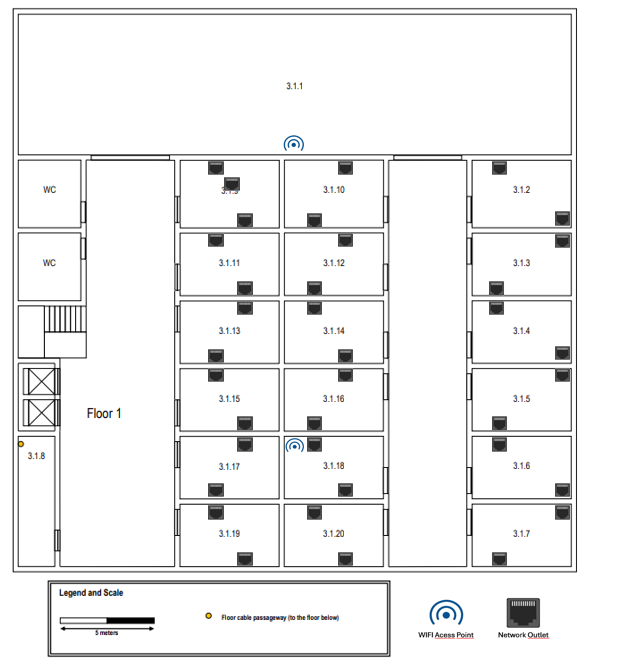 3.1.1
WC
3.1.9
3.1.10
3.1.2
WC
3.1.11
3.1.12
3.1.3
3.1.13
3.1.14
3.1.4
3.1.15
3.1.16
3.1.5
Floor 1
3.1.8
3.1.17
3.1.18
3.1.6
3.1.19
3.1.20
3.1.7
Legend and Scale
5 meters
Floor cable passageway (to the floor below)
WIFI Acess Point
Network Outlet